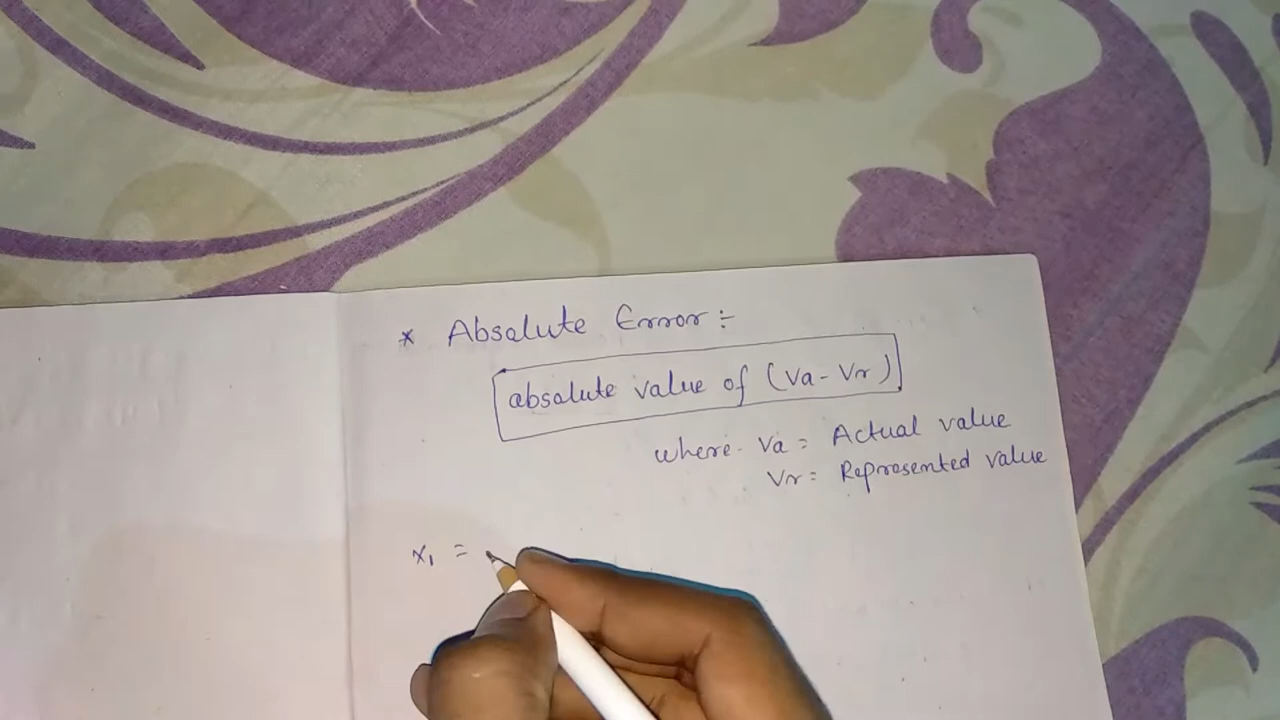 * Absolute Error :-
absolute value of (Va - Vr)
where Va = Actual value
Vr = Represented value
x₁ =